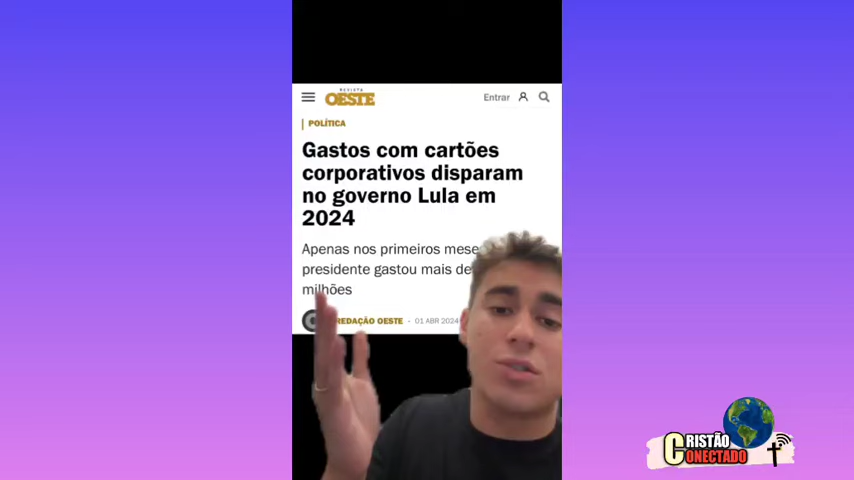 REVISTA
OESTE
Entrar
POLÍTICA
Gastos com cartões
corporativos disparam
no governo Lula em
2024
Apenas nos primeiros mese
presidente gastou mais de
milhões
REDAÇÃO OESTE - 01 ABR 2024
CRISTÃO
CONECTADO